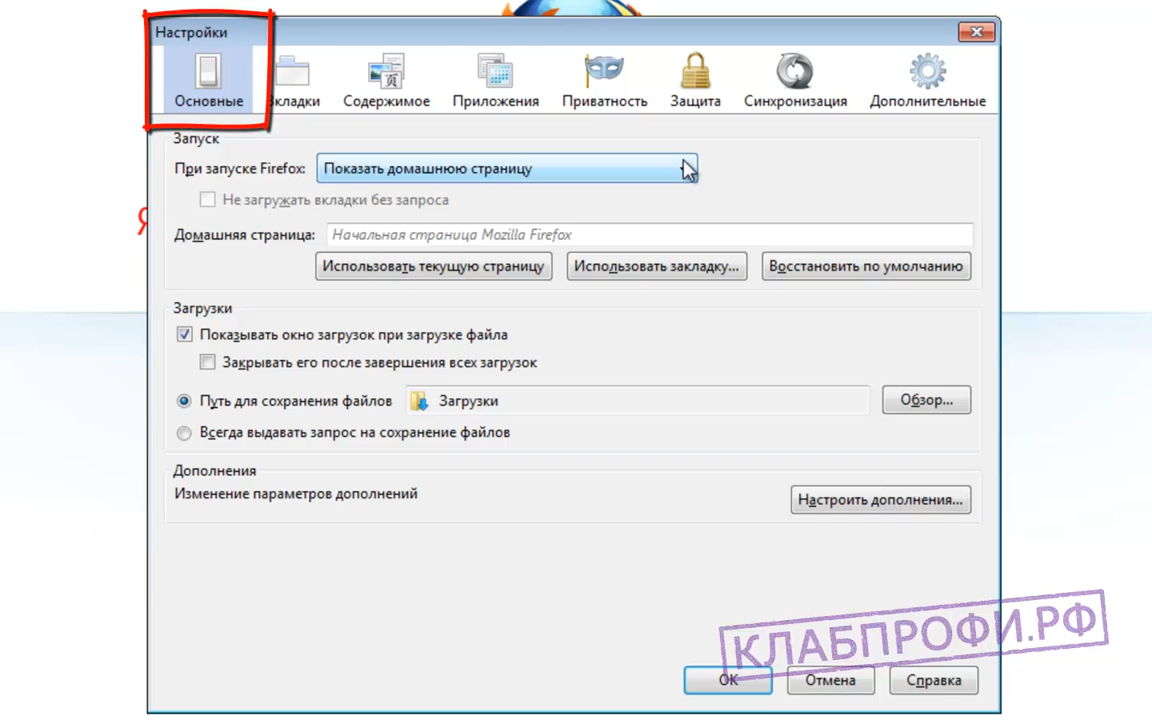 Настройки
Основные
Вкладки
Содержимое
Приложения
Приватность
Защита
Синхронизация
Дополнительные
Запуск
При запуске Firefox: Показать домашнюю страницу
Не загружать вкладки без запроса
Я
Домашняя страница: Начальная страница Mozilla Firefox
Использовать текущую страницу Использовать закладку... Восстановить по умолчанию
Загрузки
Показывать окно загрузок при загрузке файла
Закрывать его после завершения всех загрузок
Путь для сохранения файлов Загрузки Обзор...
Всегда выдавать запрос на сохранение файлов
Дополнения
Изменение параметров дополнений
Настроить дополнения...
КЛАБПРОФИ.РФ
ОК Отмена Справка